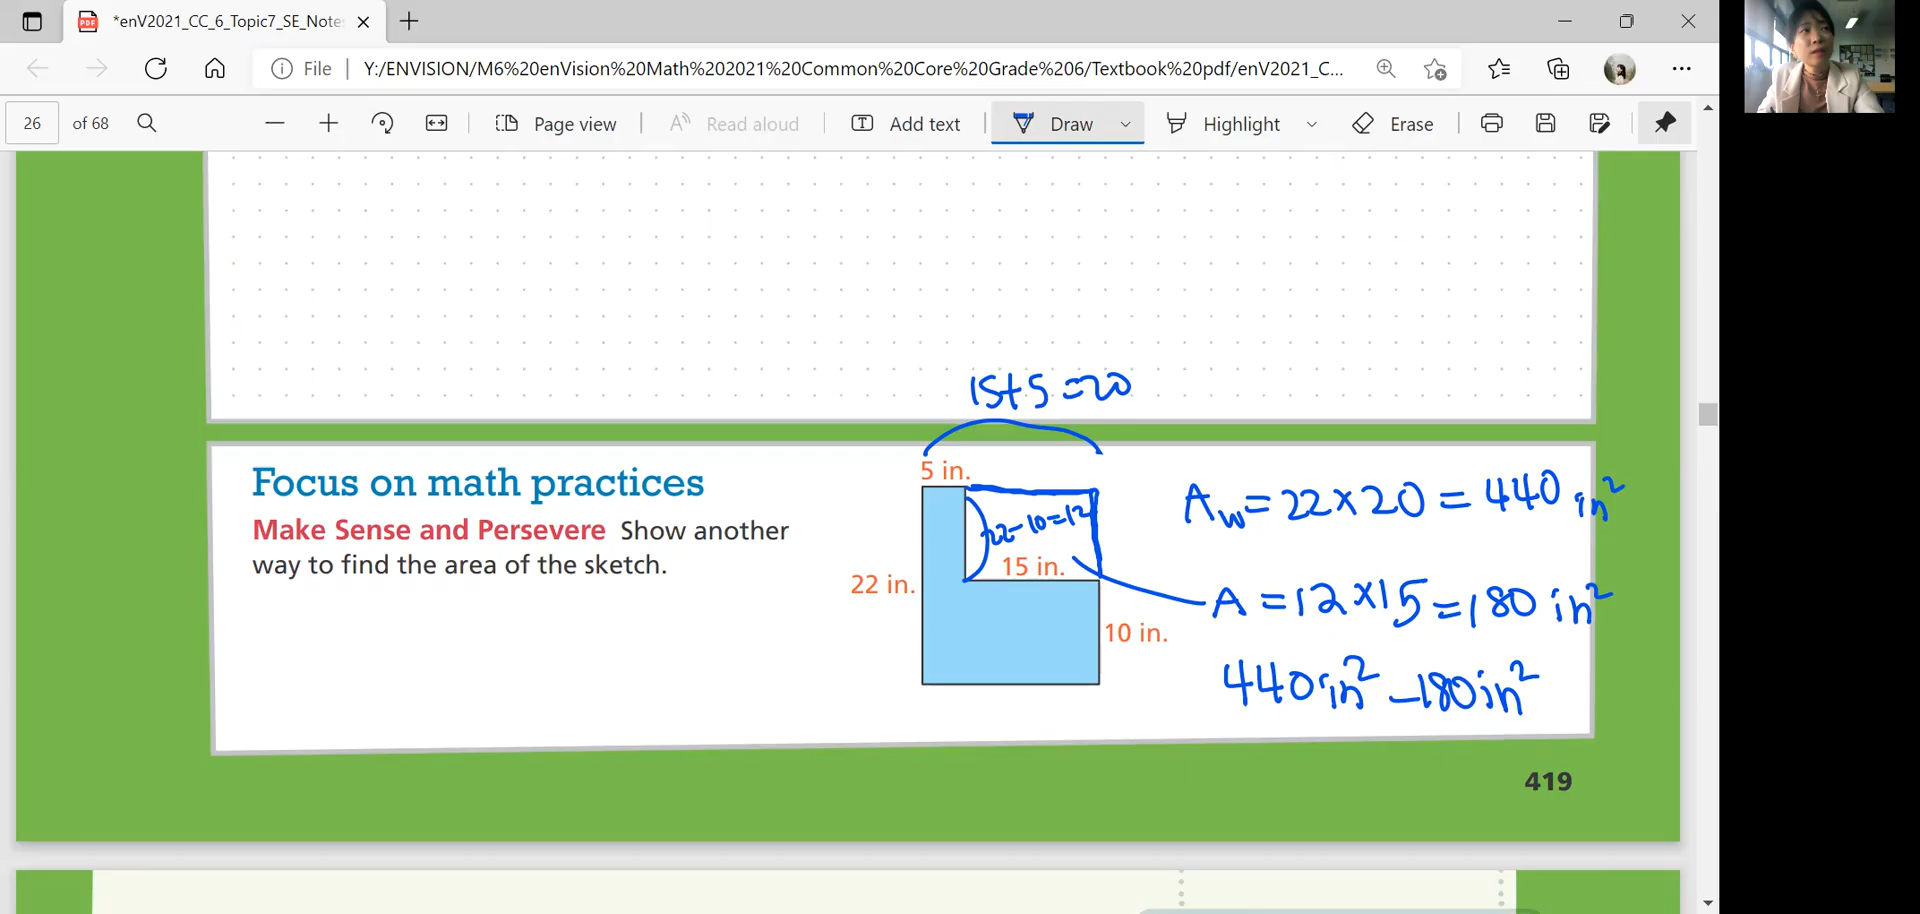 *enV2021_CC_6_Topic7_SE_Note
File
Y:/ENVISION/M6%20enVision%20Math%202021%20Common%20Core%20Grade%206/Textbook%20pdf/enV2021_C...
26 of 68
Page view
Read aloud
Add text
Draw
Highlight
Erase
15+5=20
Focus on math practices
Make Sense and Persevere Show another
way to find the area of the sketch.
5 in.
22-10=12
15 in.
22 in.
10 in.
Aw=22×20=440 in²
A=12×15=180 in²
440in²-180in²
419